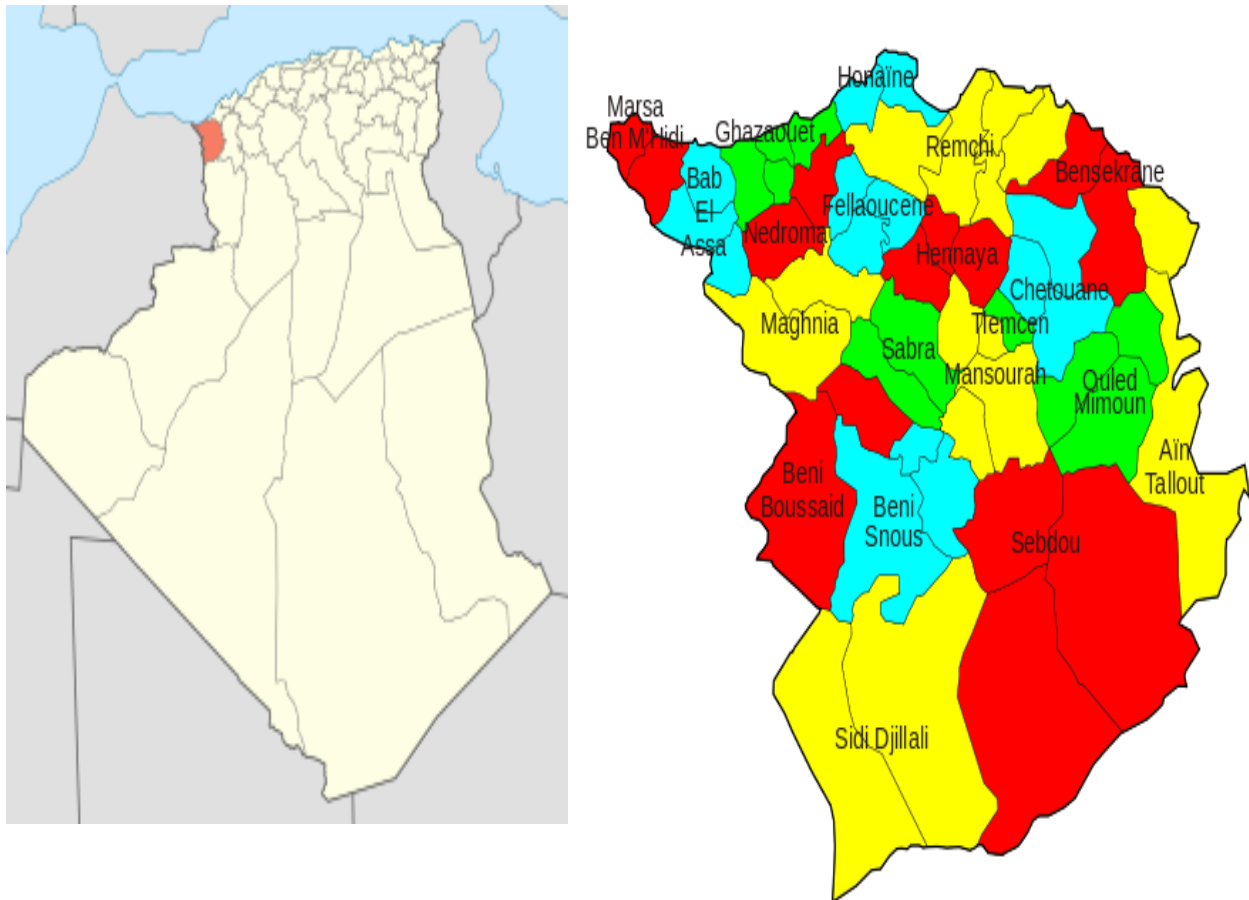 Honaïne
Marsa
Ben M'Hidi
Ghazaouet
Remchi
Bensekrane
Bab
El
Assa
Fellaoucene
Nedroma
Hennaya
Chetouane
Maghnia
Tlemcen
Sabra
Mansourah
Ouled
Mimoun
Aïn
Tallout
Beni
Boussaid
Beni
Snous
Sebdou
Sidi Djillali